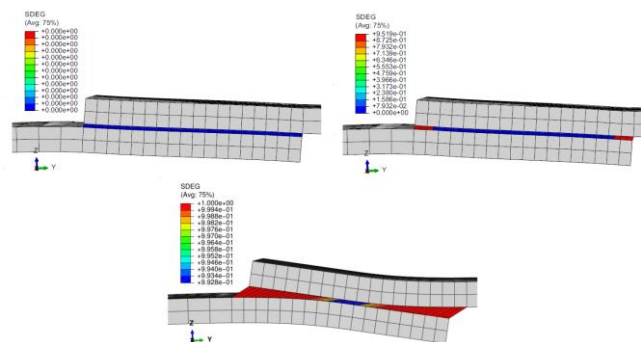 SDEG
(Avg: 75%)
+0.000e+00
+0.000e+00
+0.000e+00
+0.000e+00
+0.000e+00
+0.000e+00
+0.000e+00
+0.000e+00
+0.000e+00
+0.000e+00
+0.000e+00
+0.000e+00
+0.000e+00
Z
Y
SDEG
(Avg: 75%)
+9.519e-01
+8.725e-01
+7.932e-01
+7.139e-01
+6.346e-01
+5.553e-01
+4.759e-01
+3.966e-01
+3.173e-01
+2.380e-01
+1.586e-01
+7.932e-02
+0.000e+00
Z
Y
SDEG
(Avg: 75%)
+1.000e+00
+9.994e-01
+9.988e-01
+9.982e-01
+9.976e-01
+9.970e-01
+9.964e-01
+9.958e-01
+9.952e-01
+9.946e-01
+9.940e-01
+9.934e-01
+9.928e-01
Z
Y